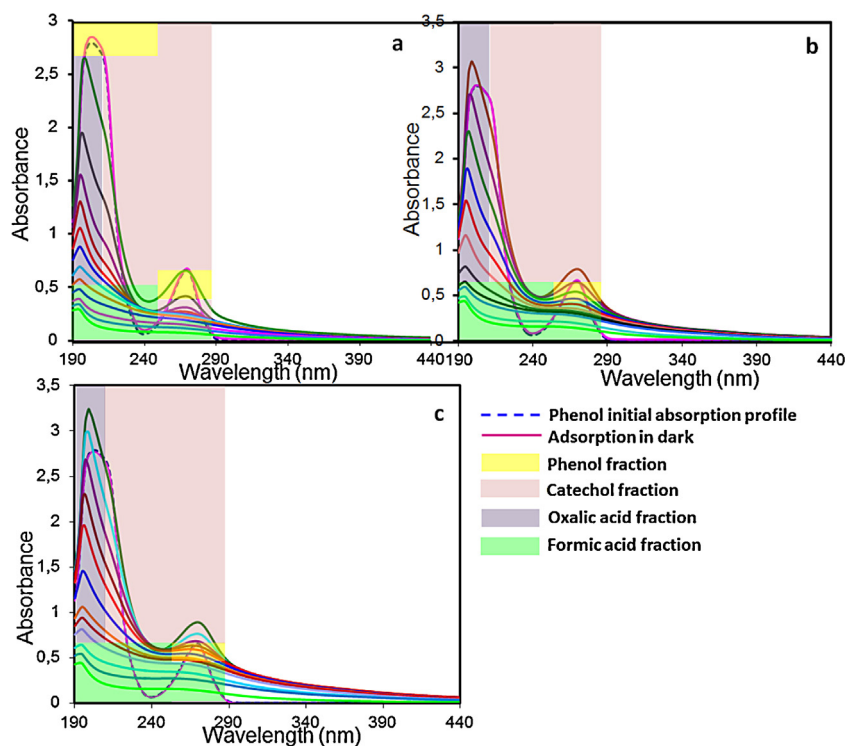 a
3
2,5
2
1,5
1
0,5
0
Absorbance
190 240 290 340 390 440
Wavelength (nm)
b
3,5
3
2,5
2
1,5
1
0,5
0
Absorbance
190 240 290 340 390 440
Wavelength (nm)
c
3,5
3
2,5
2
1,5
1
0,5
0
Absorbance
190 240 290 340 390 440
Wavelength (nm)
Phenol initial absorption profile
Adsorption in dark
Phenol fraction
Catechol fraction
Oxalic acid fraction
Formic acid fraction